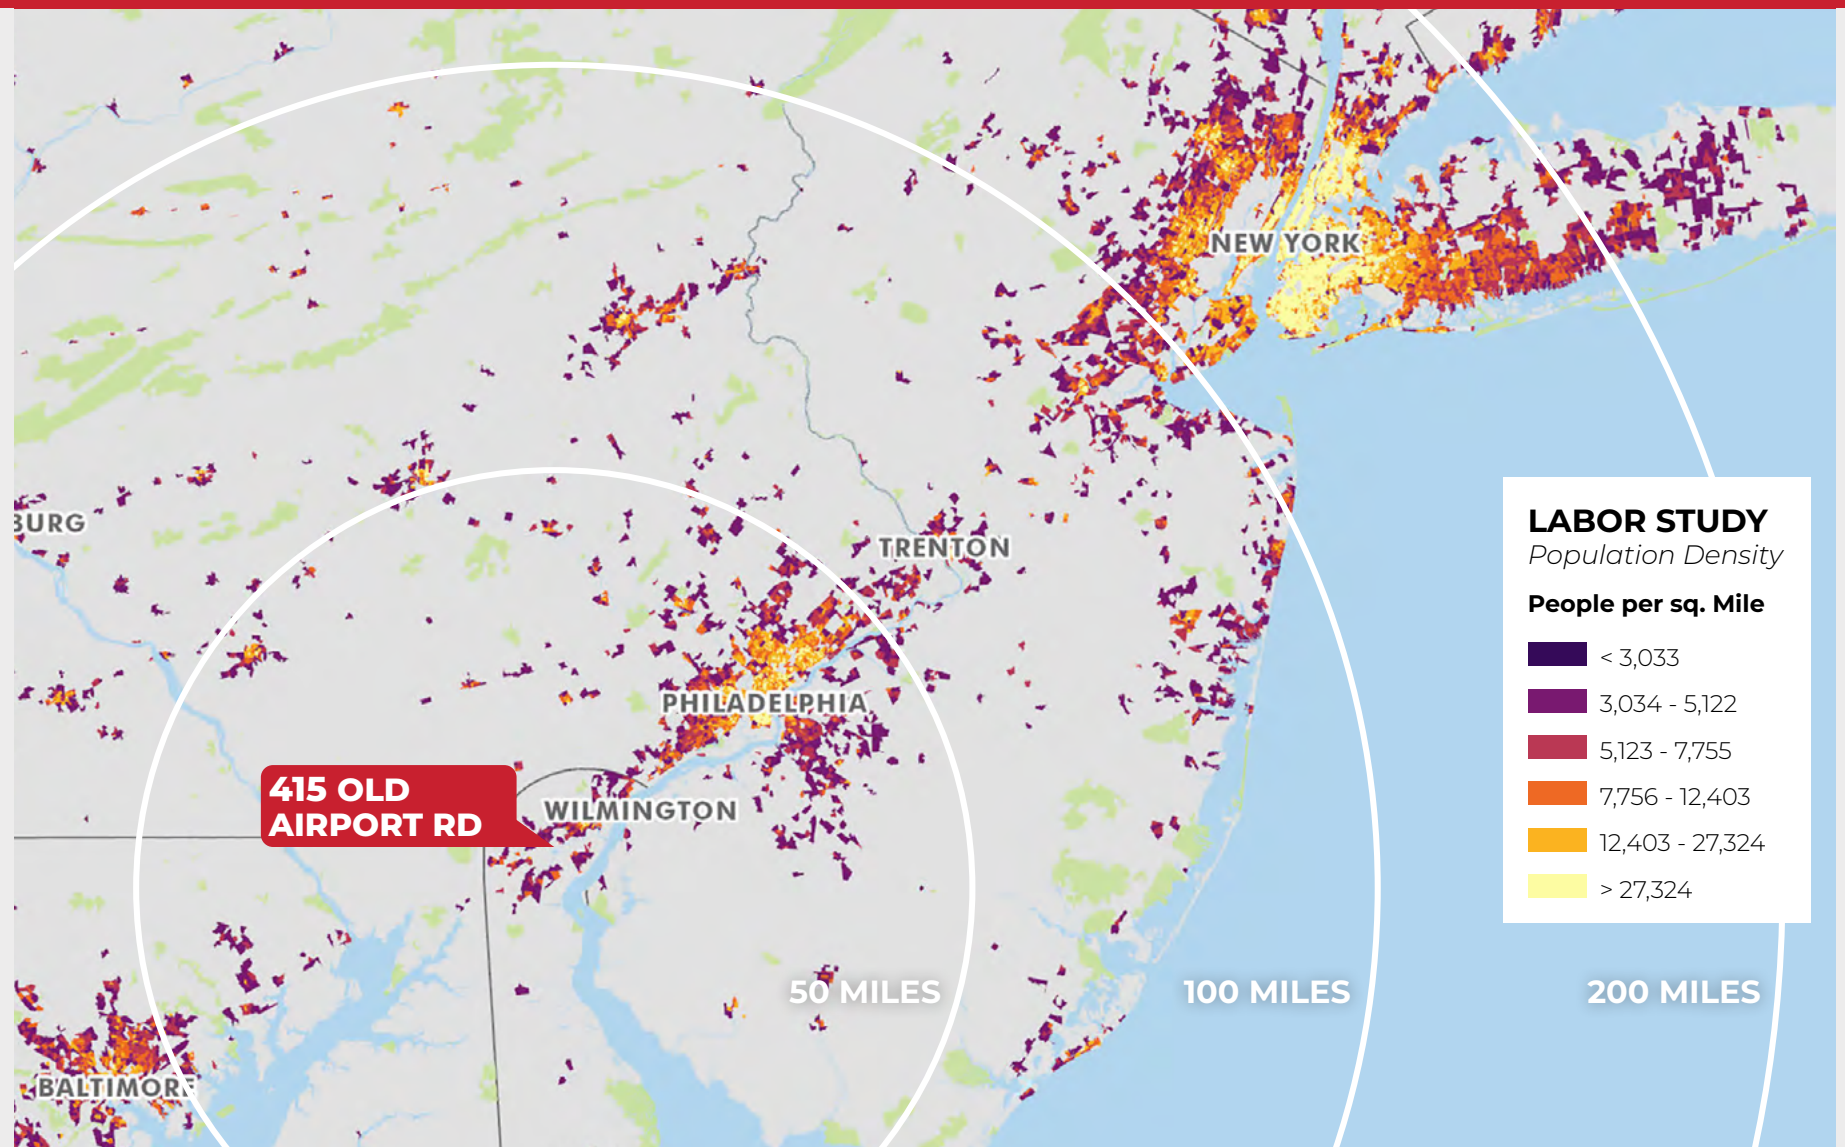 NEW YORK
BURG
TRENTON
PHILADELPHIA
415 OLD
AIRPORT RD
WILMINGTON
BALTIMORE
50 MILES
100 MILES
200 MILES
LABOR STUDY
Population Density
People per sq. Mile
< 3,033
3,034 - 5,122
5,123 - 7,755
7,756 - 12,403
12,403 - 27,324
> 27,324